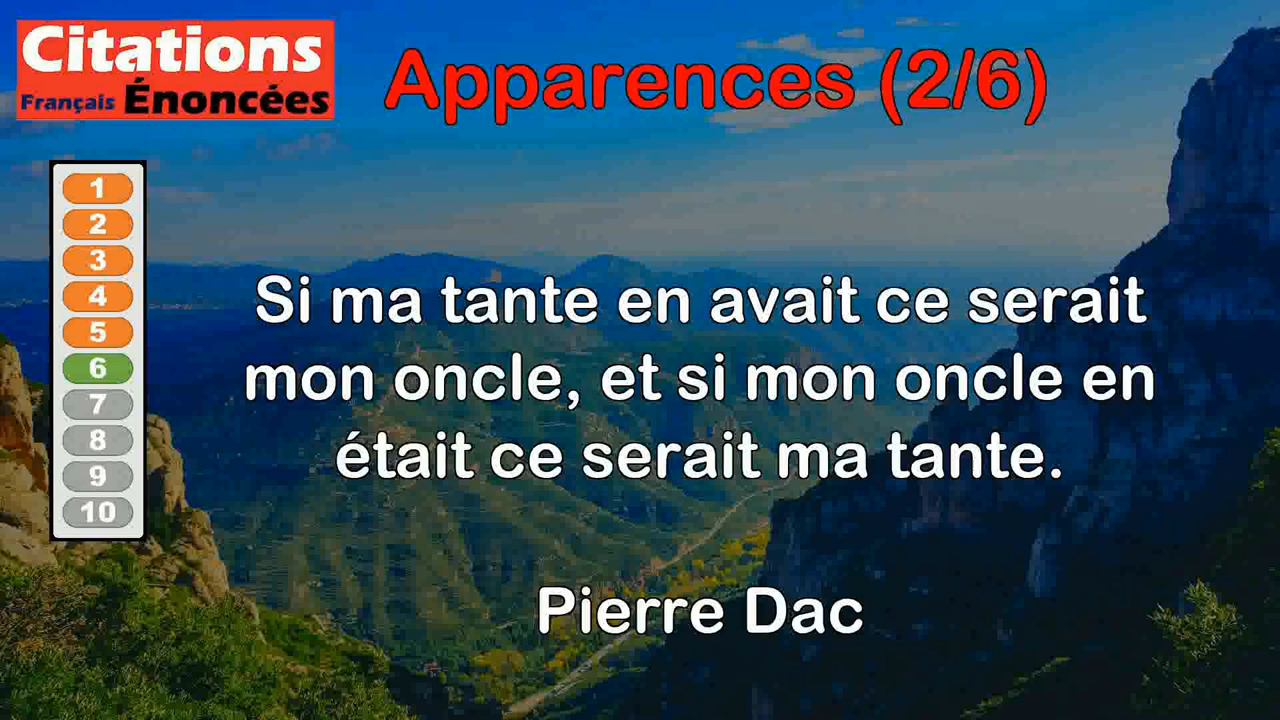 Citations
Français Énoncées
Apparences (2/6)
1
2
3
4
5
6
7
8
9
10
Si ma tante en avait ce serait
mon oncle, et si mon oncle en
était ce serait ma tante.
Pierre Dac